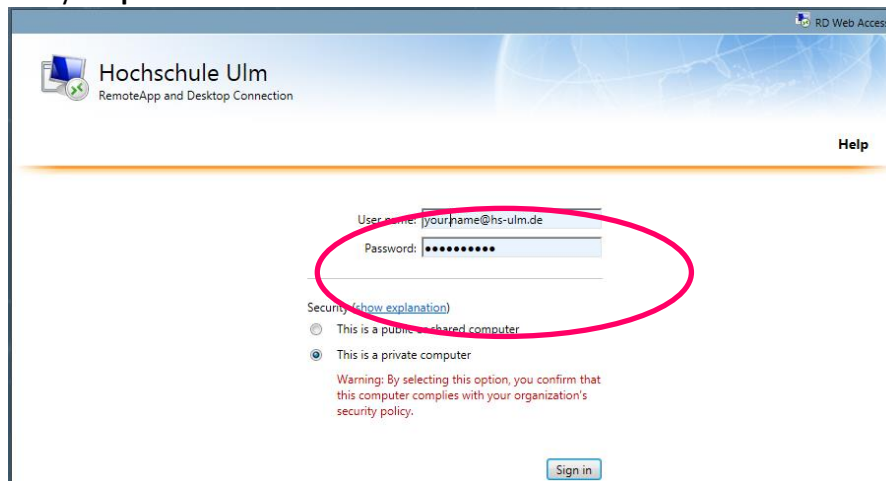 RD Web Access
Hochschule Ulm
RemoteApp and Desktop Connection
Help
User name: your.name@hs-ulm.de
Password: ●●●●●●●●●●
Security (show explanation)
This is a public or shared computer
This is a private computer
Warning: By selecting this option, you confirm that
this computer complies with your organization's
security policy.
Sign in